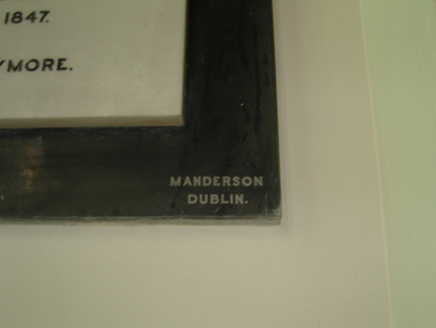 1847.
YMORE.
MANDERSON
DUBLIN.